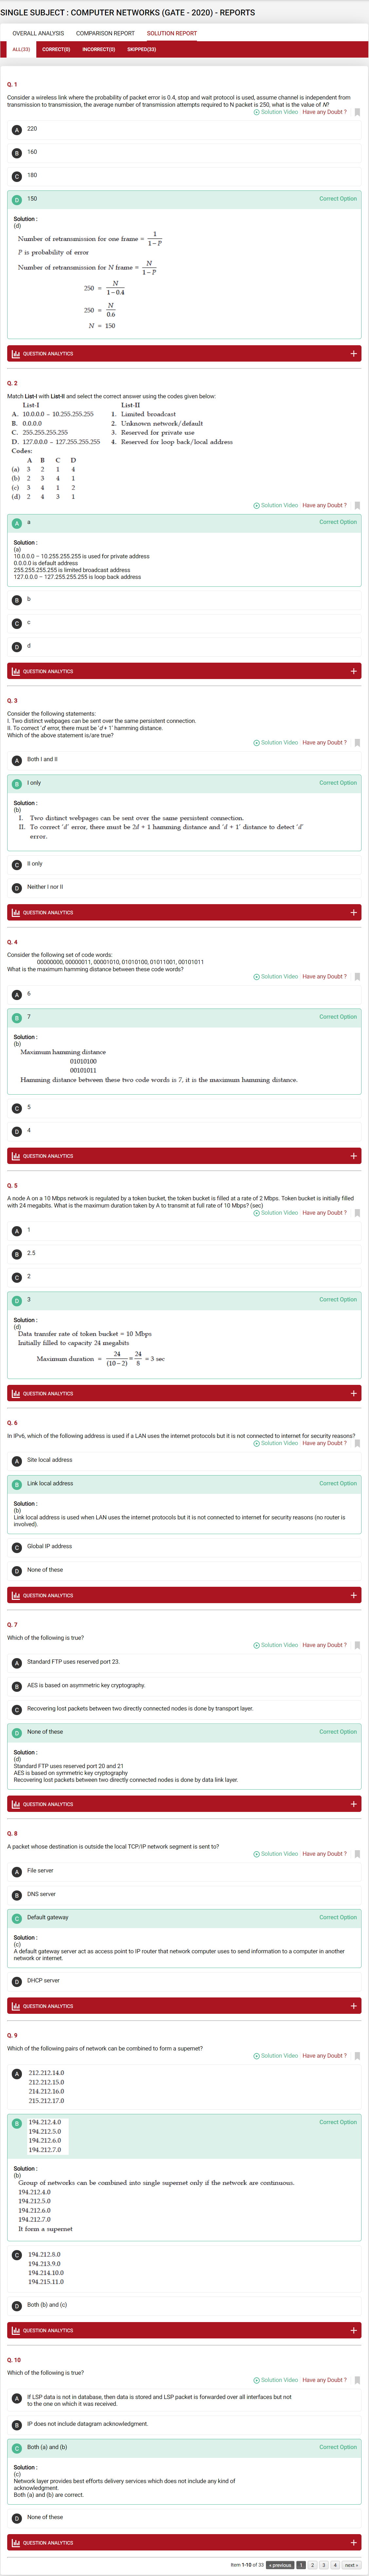 SINGLE SUBJECT : COMPUTER NETWORKS (GATE - 2020) - REPORTS
OVERALL ANALYSIS COMPARISON REPORT SOLUTION REPORT
ALL(33) CORRECT(0) INCORRECT(0) SKIPPED(33)
Q. 1
Consider a wireless link where the probability of packet error is 0.4, stop and wait protocol is used, assume channel is independent from
transmission to transmission, the average number of transmission attempts required to N packet is 250, what is the value of N?
Solution Video Have any Doubt ?
A 220
B 160
C 180
D 150 Correct Option
Solution :
(d)
Number of retransmission for one frame = 1/(1 – P)
P is probability of error
Number of retransmission for N frame = N/(1 – P)
250 = N/(1 – 0.4)
250 = N/0.6
N = 150
QUESTION ANALYTICS +
Q. 2
Match List-I with List-II and select the correct answer using the codes given below:
List-I List-II
A. 10.0.0.0 – 10.255.255.255 1. Limited broadcast
B. 0.0.0.0 2. Unknown network/default
C. 255.255.255.255 3. Reserved for private use
D. 127.0.0.0 – 127.255.255.255 4. Reserved for loop back/local address
Codes:
A B C D
(a) 3 2 1 4
(b) 2 3 4 1
(c) 3 4 1 2
(d) 2 4 3 1
Solution Video Have any Doubt ?
A a Correct Option
Solution :
(a)
10.0.0.0 – 10.255.255.255 is used for private address
0.0.0.0 is default address
255.255.255.255 is limited broadcast address
127.0.0.0 – 127.255.255.255 is loop back address
B b
C c
D d
QUESTION ANALYTICS +
Q. 3
Consider the following statements:
I. Two distinct webpages can be sent over the same persistent connection.
II. To correct 'd' error, there must be 'd + 1' hamming distance.
Which of the above statement is/are true?
Solution Video Have any Doubt ?
A Both I and II
B I only Correct Option
Solution :
(b)
I. Two distinct webpages can be sent over the same persistent connection.
II. To correct 'd' error, there must be 2d + 1 hamming distance and 'd + 1' distance to detect 'd'
error.
C II only
D Neither I nor II
QUESTION ANALYTICS +
Q. 4
Consider the following set of code words:
00000000, 00000011, 00001010, 01010100, 01011001, 00101011
What is the maximum hamming distance between these code words?
Solution Video Have any Doubt ?
A 6
B 7 Correct Option
Solution :
(b)
Maximum hamming distance
01010100
00101011
Hamming distance between these two code words is 7, it is the maximum hamming distance.
C 5
D 4
QUESTION ANALYTICS +
Q. 5
A node A on a 10 Mbps network is regulated by a token bucket, the token bucket is filled at a rate of 2 Mbps. Token bucket is initially filled
with 24 megabits. What is the maximum duration taken by A to transmit at full rate of 10 Mbps? (sec)
Solution Video Have any Doubt ?
A 1
B 2.5
C 2
D 3 Correct Option
Solution :
(d)
Data transfer rate of token bucket = 10 Mbps
Initially filled to capacity 24 megabits
Maximum duration = 24/(10 – 2) = 24/8 = 3 sec
QUESTION ANALYTICS +
Q. 6
In IPv6, which of the following address is used if a LAN uses the internet protocols but it is not connected to internet for security reasons?
Solution Video Have any Doubt ?
A Site local address
B Link local address Correct Option
Solution :
(b)
Link local address is used when LAN uses the internet protocols but it is not connected to internet for security reasons (no router is
involved).
C Global IP address
D None of these
QUESTION ANALYTICS +
Q. 7
Which of the following is true?
Solution Video Have any Doubt ?
A Standard FTP uses reserved port 23.
B AES is based on asymmetric key cryptography.
C Recovering lost packets between two directly connected nodes is done by transport layer.
D None of these Correct Option
Solution :
(d)
Standard FTP uses reserved port 20 and 21
AES is based on symmetric key cryptography
Recovering lost packets between two directly connected nodes is done by data link layer.
QUESTION ANALYTICS +
Q. 8
A packet whose destination is outside the local TCP/IP network segment is sent to?
Solution Video Have any Doubt ?
A File server
B DNS server
C Default gateway Correct Option
Solution :
(c)
A default gateway server act as access point to IP router that network computer uses to send information to a computer in another
network or internet.
D DHCP server
QUESTION ANALYTICS +
Q. 9
Which of the following pairs of network can be combined to form a supernet?
Solution Video Have any Doubt ?
A 212.212.14.0
212.212.15.0
214.212.16.0
215.212.17.0
B 194.212.4.0 Correct Option
194.212.5.0
194.212.6.0
194.212.7.0
Solution :
(b)
Group of networks can be combined into single supernet only if the network are continuous.
194.212.4.0
194.212.5.0
194.212.6.0
194.212.7.0
It form a supernet
C 194.212.8.0
194.213.9.0
194.214.10.0
194.215.11.0
D Both (b) and (c)
QUESTION ANALYTICS +
Q. 10
Which of the following is true?
Solution Video Have any Doubt ?
A If LSP data is not in database, then data is stored and LSP packet is forwarded over all interfaces but not
to the one on which it was received.
B IP does not include datagram acknowledgment.
C Both (a) and (b) Correct Option
Solution :
(c)
Network layer provides best efforts delivery services which does not include any kind of
acknowledgment.
Both (a) and (b) are correct.
D None of these
QUESTION ANALYTICS +
Item 1-10 of 33 « previous 1 2 3 4 next »